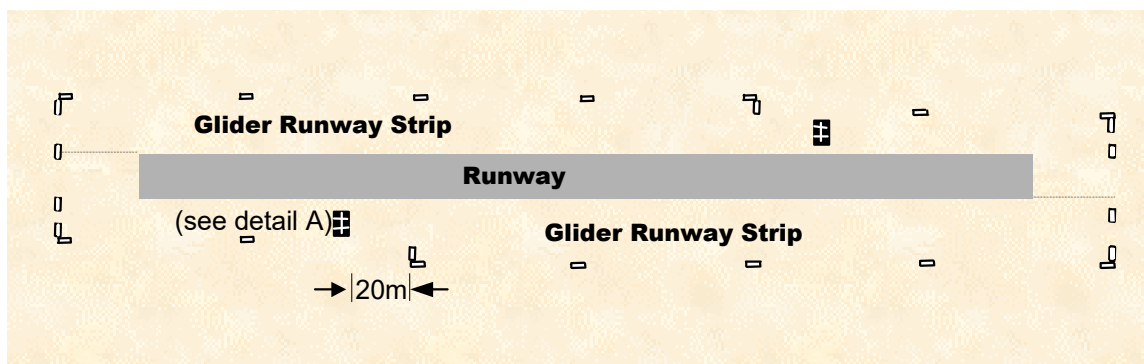 Glider Runway Strip
Runway
(see detail A)
Glider Runway Strip
20m